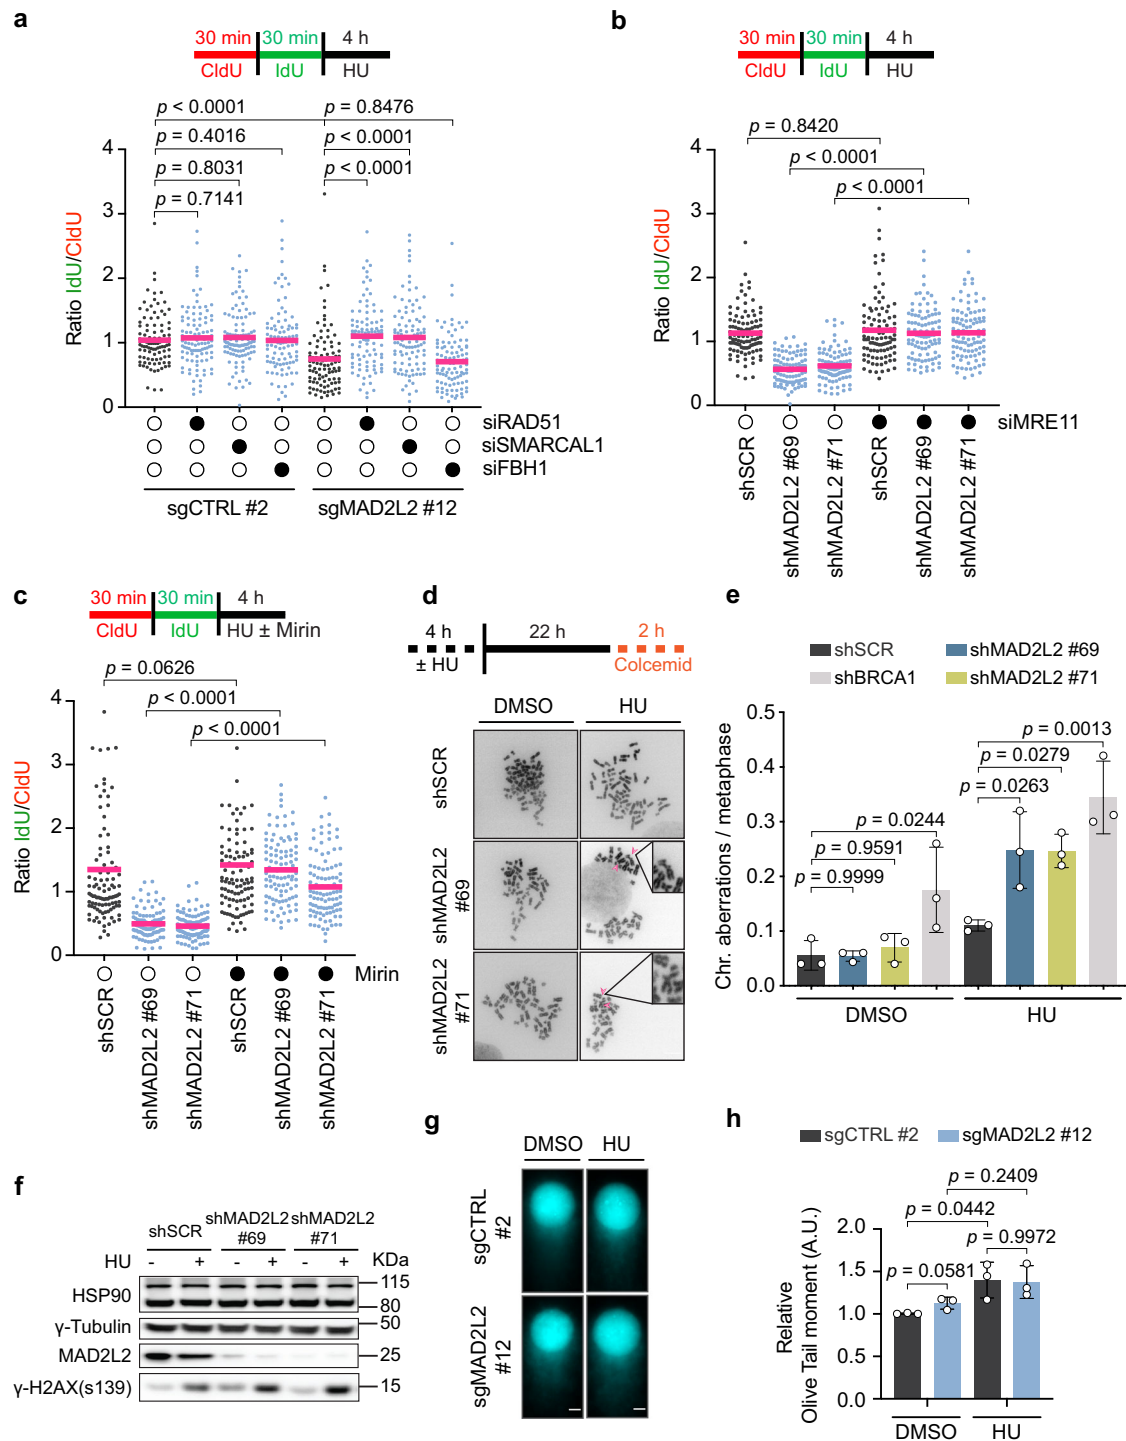 a
30 min 30 min 4 h
CldU IdU HU
p < 0.0001 p = 0.8476
p = 0.4016 p < 0.0001
p = 0.8031 p < 0.0001
p = 0.7141
Ratio IdU/CldU
4
3
2
1
0
siRAD51
siSMARCAL1
siFBH1
sgCTRL #2 sgMAD2L2 #12
b
30 min 30 min 4 h
CldU IdU HU
p = 0.8420
p < 0.0001
p < 0.0001
Ratio IdU/CldU
4
3
2
1
0
siMRE11
shSCR shMAD2L2 #69 shMAD2L2 #71 shSCR shMAD2L2 #69 shMAD2L2 #71
c
30 min 30 min 4 h
CldU IdU HU ± Mirin
p = 0.0626
p < 0.0001
p < 0.0001
Ratio IdU/CldU
4
3
2
1
0
Mirin
shSCR shMAD2L2 #69 shMAD2L2 #71 shSCR shMAD2L2 #69 shMAD2L2 #71
d
4 h 22 h 2 h
± HU Colcemid
DMSO HU
shSCR
shMAD2L2
#69
shMAD2L2
#71
e
shSCR shMAD2L2 #69
shBRCA1 shMAD2L2 #71
Chr. aberrations / metaphase
0.5
0.4
0.3
0.2
0.1
0.0
p = 0.0244
p = 0.9591
p = 0.9999
p = 0.0013
p = 0.0279
p = 0.0263
DMSO HU
f
shSCR shMAD2L2 shMAD2L2
#69 #71
HU - + - + - + KDa
HSP90 115
80
γ-Tubulin 50
MAD2L2 25
γ-H2AX(s139) 15
g
DMSO HU
sgCTRL
#2
sgMAD2L2
#12
h
sgCTRL #2 sgMAD2L2 #12
p = 0.2409
p = 0.0442
p = 0.9972
p = 0.0581
Relative
Olive Tail moment (A.U.)
2.0
1.5
1.0
0.5
0.0
DMSO HU